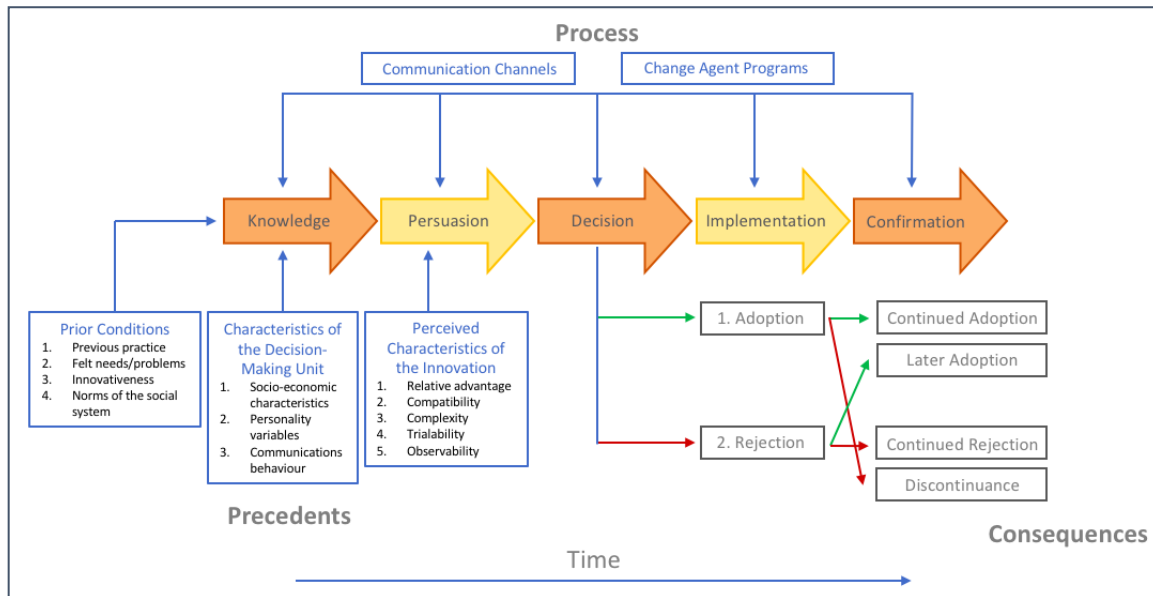 Process
Communication Channels
Change Agent Programs
Knowledge
Persuasion
Decision
Implementation
Confirmation
Prior Conditions
1. Previous practice
2. Felt needs/problems
3. Innovativeness
4. Norms of the social
system
Characteristics of
the Decision-
Making Unit
1. Socio-economic
characteristics
2. Personality
variables
3. Communications
behaviour
Perceived
Characteristics of
the Innovation
1. Relative advantage
2. Compatibility
3. Complexity
4. Trialability
5. Observability
1. Adoption
2. Rejection
Continued Adoption
Later Adoption
Continued Rejection
Discontinuance
Precedents
Consequences
Time